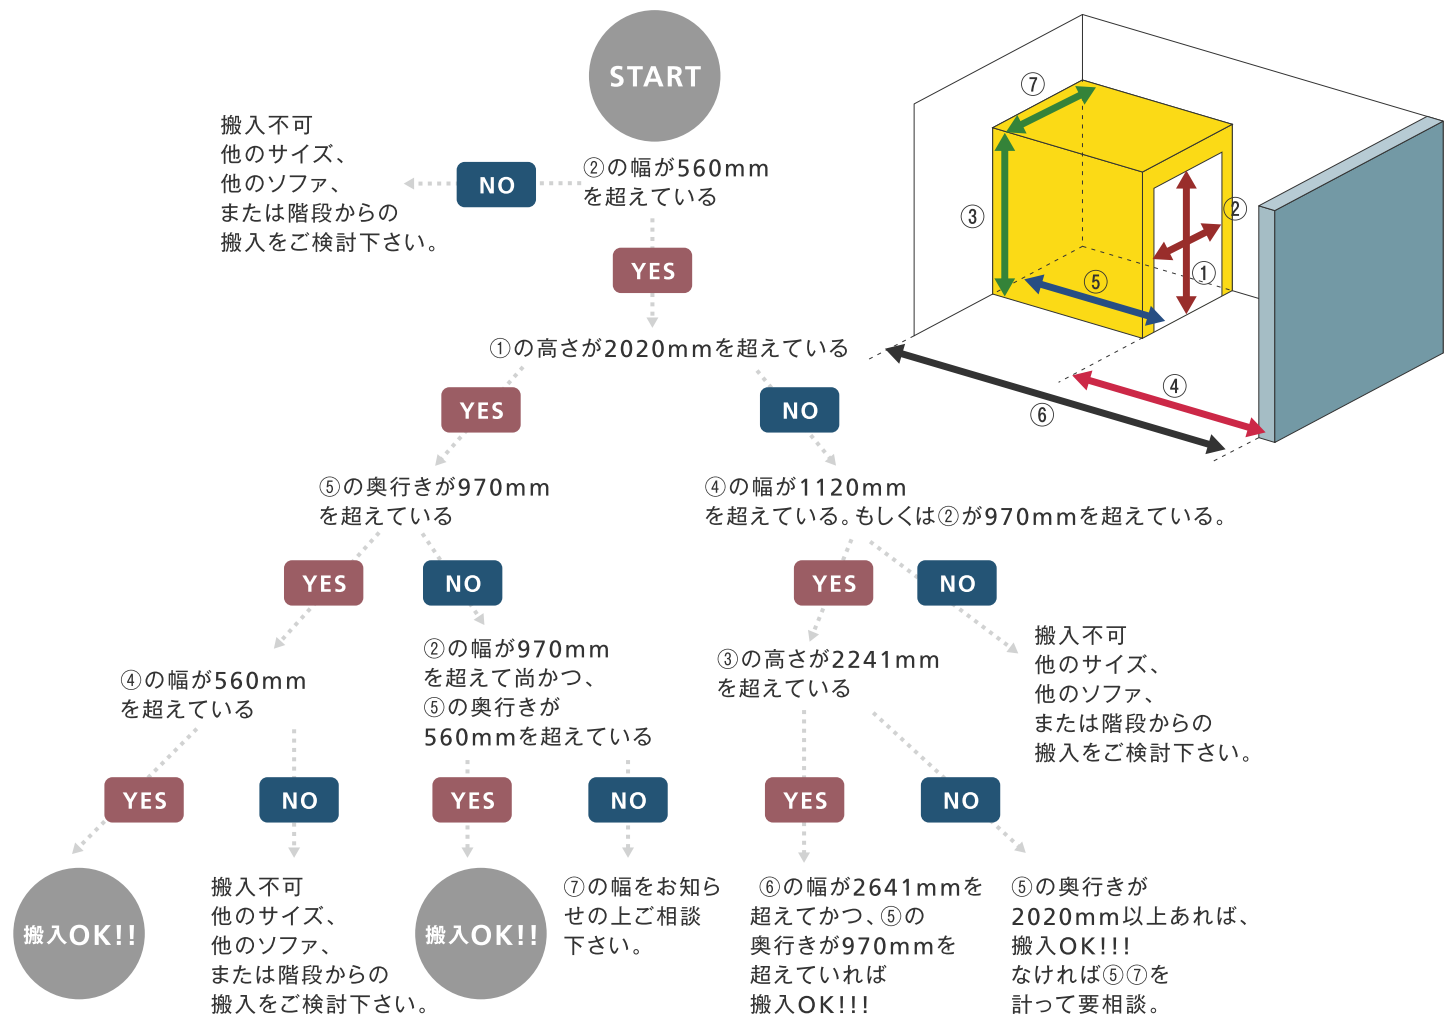 START
搬入不可
他のサイズ、
他のソファ、
または階段からの
搬入をご検討下さい。
NO
②の幅が560mm
を超えている
YES
①の高さが2020mmを超えている
YES
NO
⑤の奥行きが970mm
を超えている
④の幅が1120mm
を超えている。もしくは②が970mmを超えている。
YES
NO
YES
NO
④の幅が560mm
を超えている
②の幅が970mm
を超えて尚かつ、
⑤の奥行きが
560mmを超えている
③の高さが2241mm
を超えている
搬入不可
他のサイズ、
他のソファ、
または階段からの
搬入をご検討下さい。
YES
NO
YES
NO
YES
NO
搬入OK!!
搬入不可
他のサイズ、
他のソファ、
または階段からの
搬入をご検討下さい。
搬入OK!!
⑦の幅をお知ら
せの上ご相談
下さい。
⑥の幅が2641mmを
超えてかつ、⑤の
奥行きが970mmを
超えていれば
搬入OK!!!
⑤の奥行きが
2020mm以上あれば、
搬入OK!!!
なければ⑤⑦を
計って要相談。
⑦
③
②
①
⑤
④
⑥